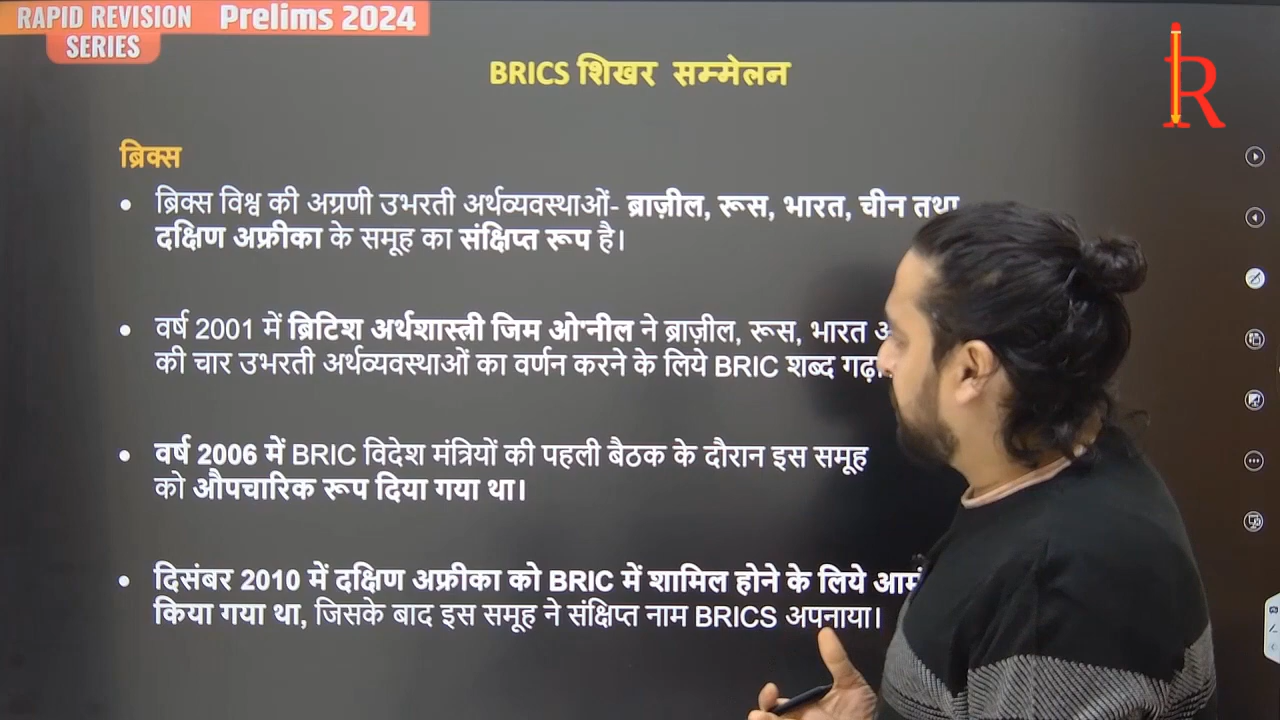 RAPID REVISION
SERIES
Prelims 2024
BRICS शिखर सम्मेलन
R
ब्रिक्स
• ब्रिक्स विश्व की अग्रणी उभरती अर्थव्यवस्थाओं- ब्राज़ील, रूस, भारत, चीन तथा
दक्षिण अफ्रीका के समूह का संक्षिप्त रूप है।
• वर्ष 2001 में ब्रिटिश अर्थशास्त्री जिम ओ'नील ने ब्राज़ील, रूस, भारत
की चार उभरती अर्थव्यवस्थाओं का वर्णन करने के लिये BRIC शब्द गढ़ा
• वर्ष 2006 में BRIC विदेश मंत्रियों की पहली बैठक के दौरान इस समूह
को औपचारिक रूप दिया गया था।
• दिसंबर 2010 में दक्षिण अफ्रीका को BRIC में शामिल होने के लिये
किया गया था, जिसके बाद इस समूह ने संक्षिप्त नाम BRICS अपनाया।